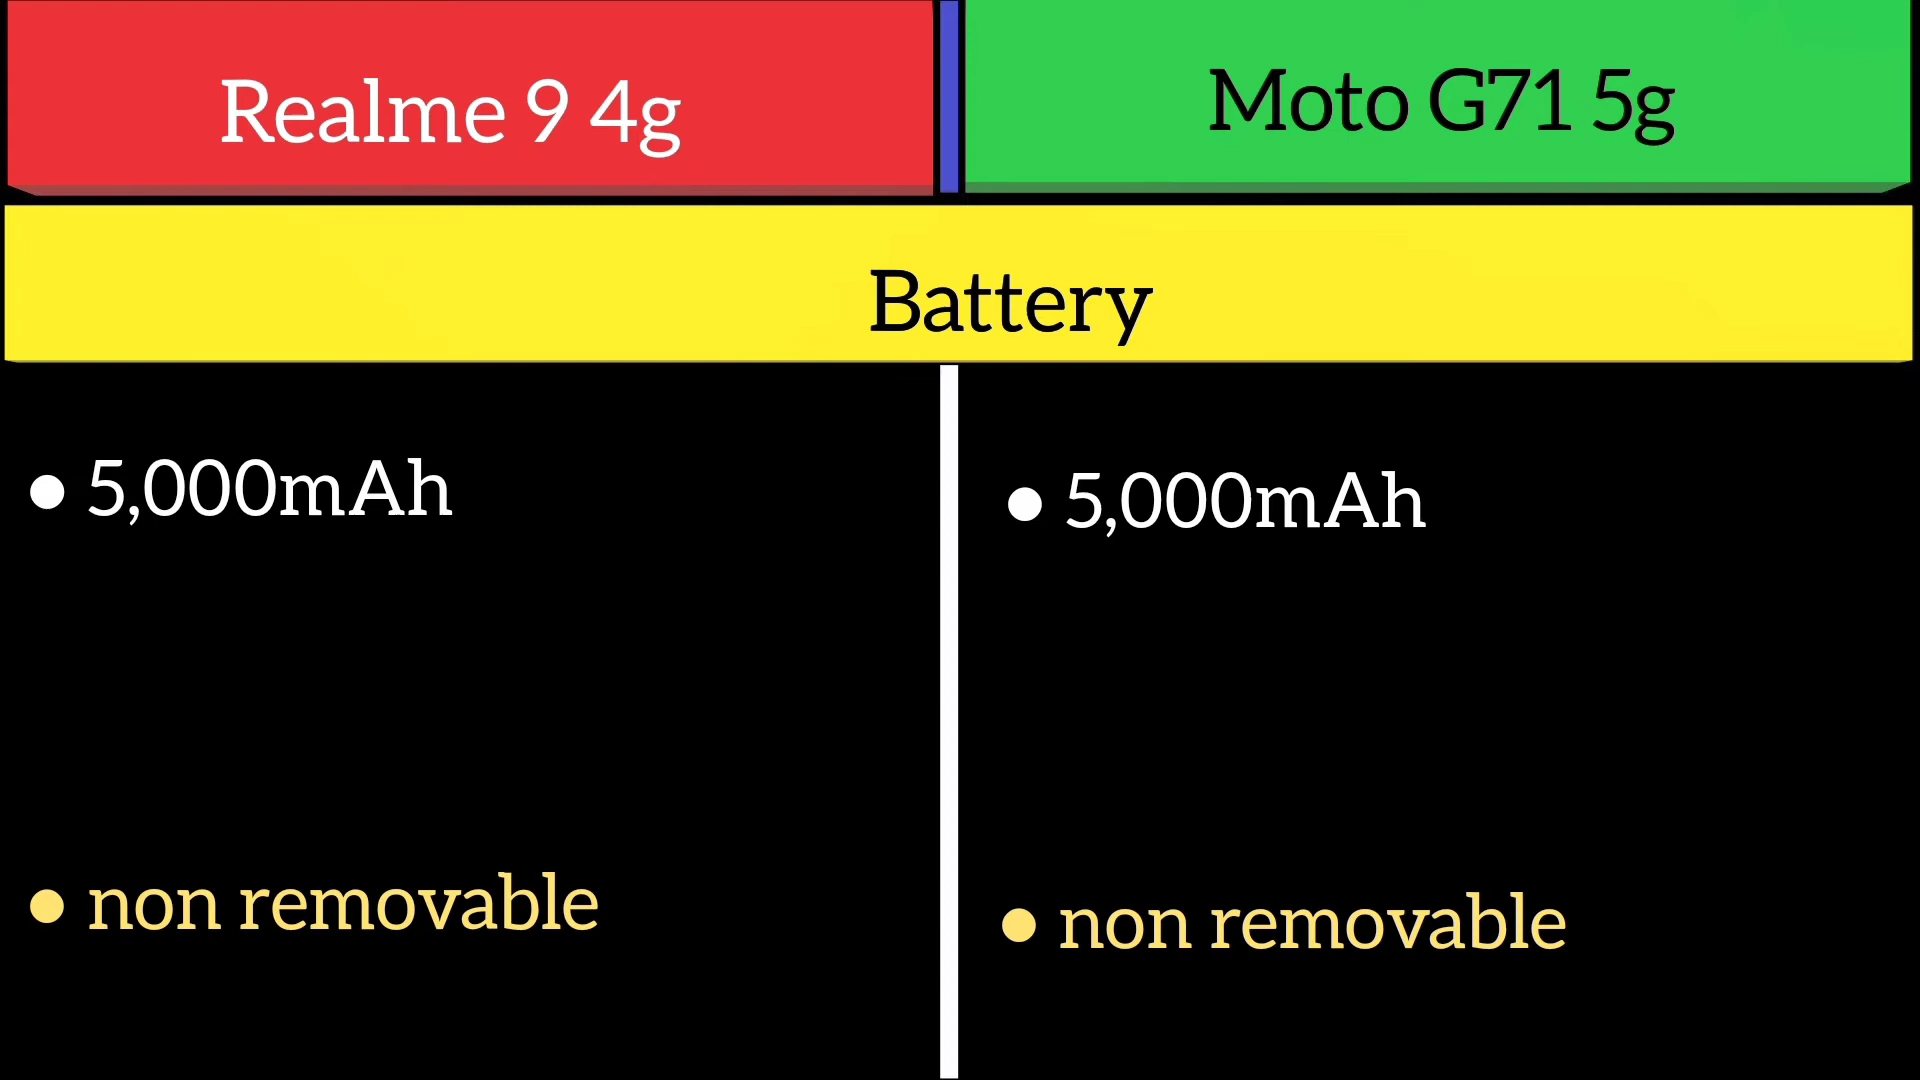 Realme 9 4g
Moto G71 5g
Battery
● 5,000mAh
● 5,000mAh
● non removable
● non removable